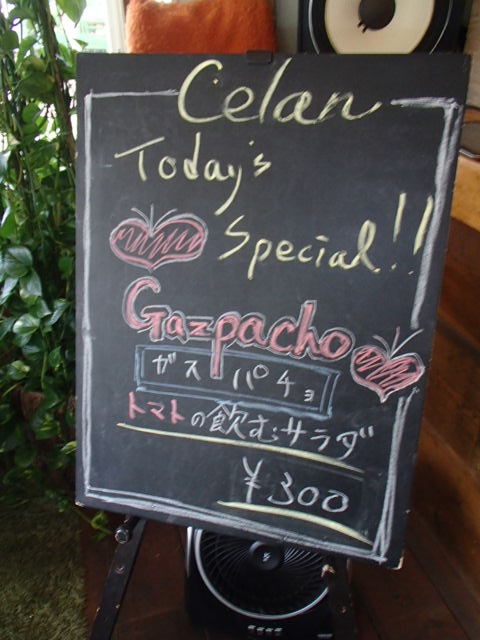 Celan
Today's
Special!!
Gazpacho
ガスパチョ
トマトの飲むサラダ
¥300